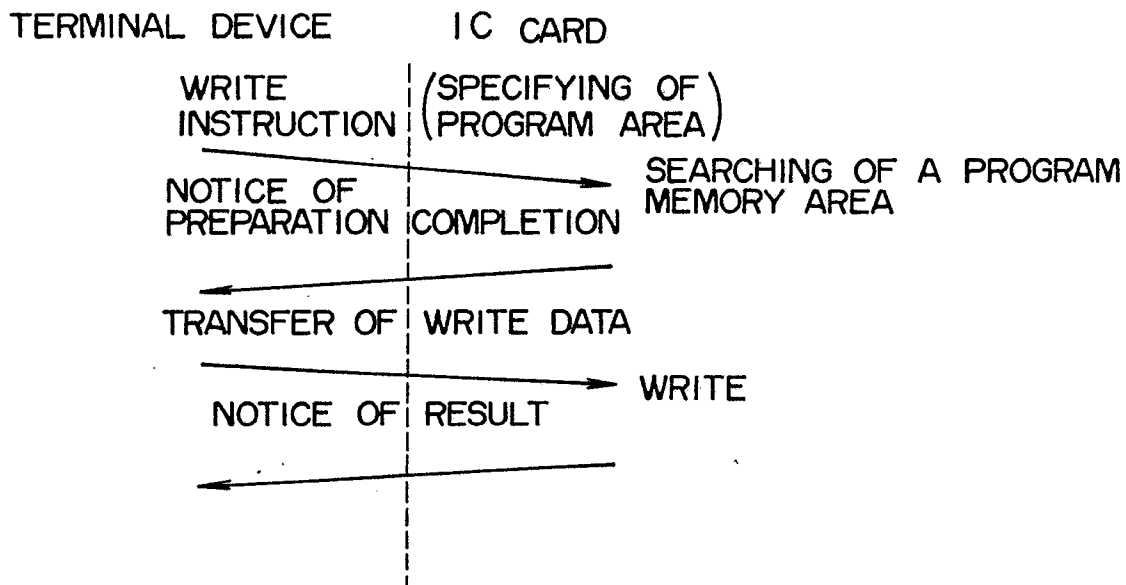 TERMINAL DEVICE IC CARD
WRITE (SPECIFYING OF
INSTRUCTION PROGRAM AREA)
SEARCHING OF A PROGRAM
MEMORY AREA
NOTICE OF
PREPARATION COMPLETION
TRANSFER OF WRITE DATA
WRITE
NOTICE OF RESULT